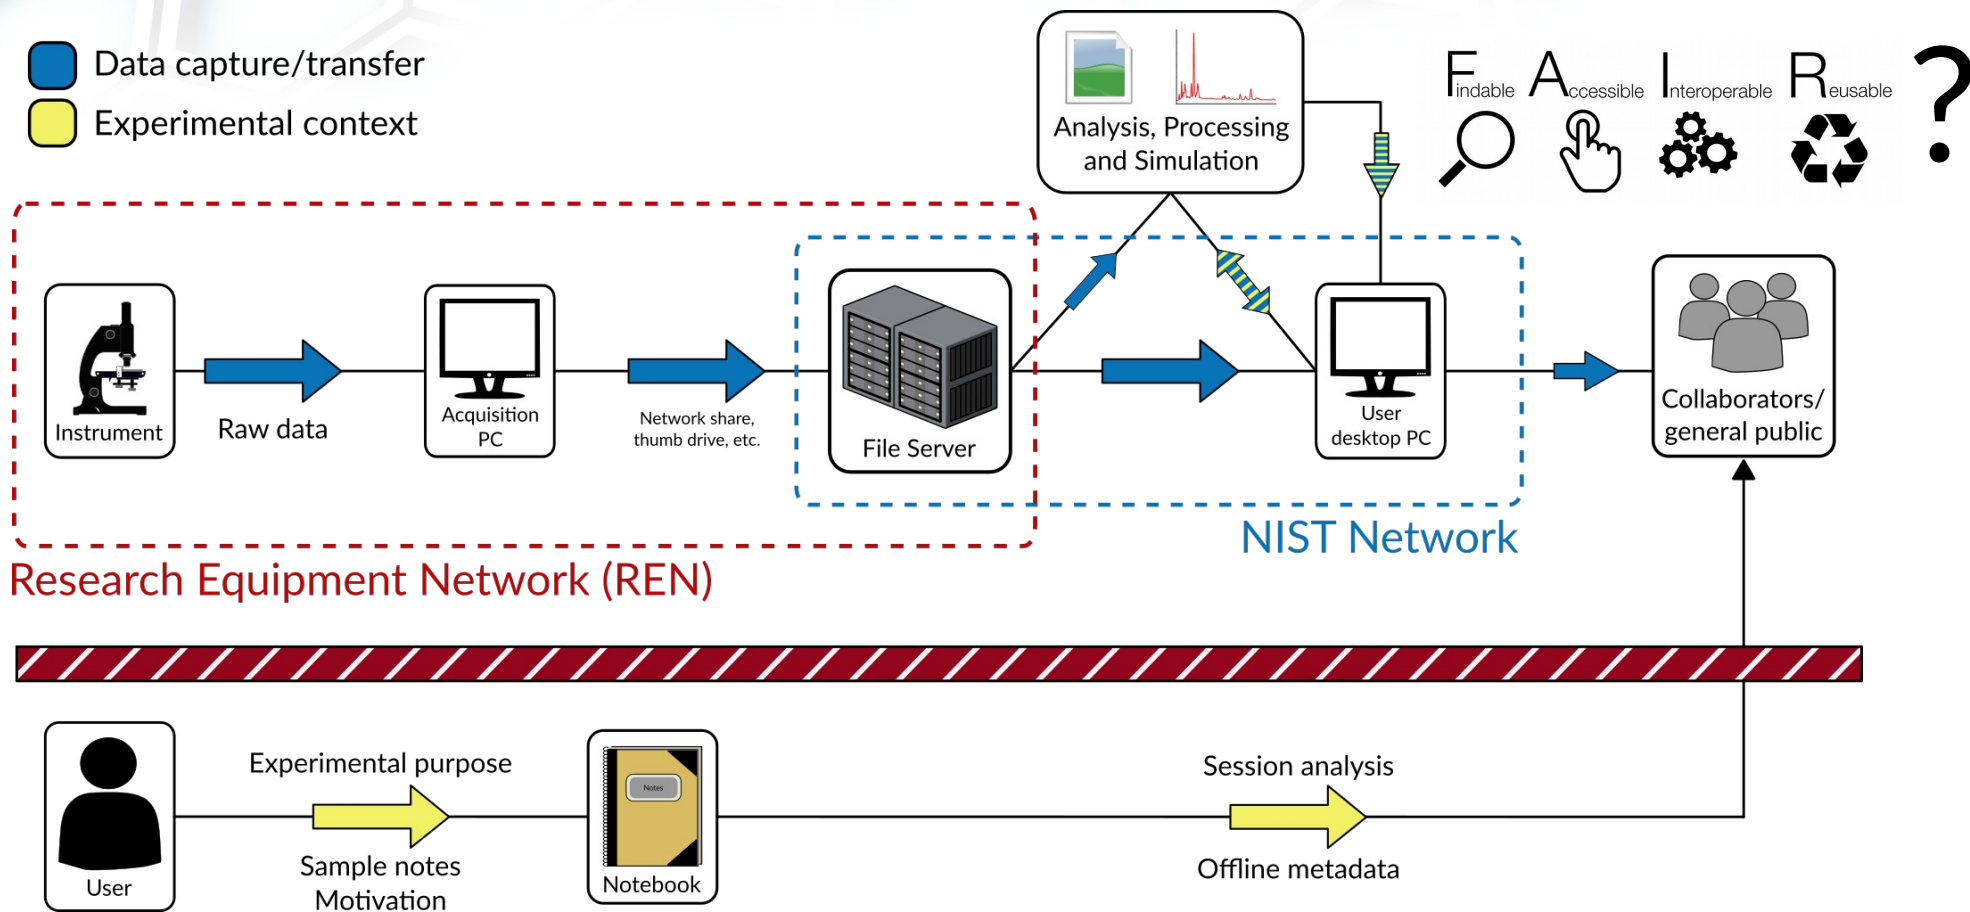 Data capture/transfer
Experimental context
Analysis, Processing
and Simulation
Findable Accessible Interoperable Reusable ?
Instrument
Raw data
Acquisition
PC
Network share,
thumb drive, etc.
File Server
User
desktop PC
Collaborators/
general public
NIST Network
Research Equipment Network (REN)
User
Experimental purpose
Sample notes
Motivation
Notes
Notebook
Session analysis
Offline metadata